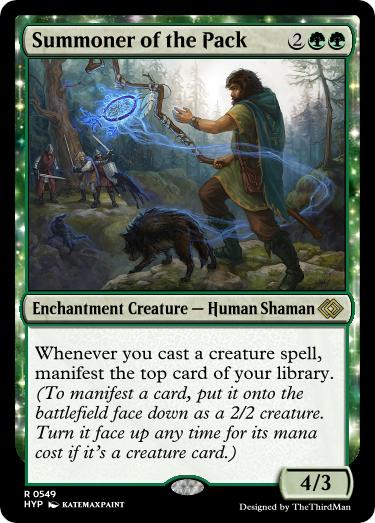 Summoner of the Pack 2
Enchantment Creature — Human Shaman
Whenever you cast a creature spell,
manifest the top card of your library.
(To manifest a card, put it onto the
battlefield face down as a 2/2 creature.
Turn it face up any time for its mana
cost if it's a creature card.)
4/3
R 0549
HYP KATEMAXPAINT
Designed by TheThirdMan